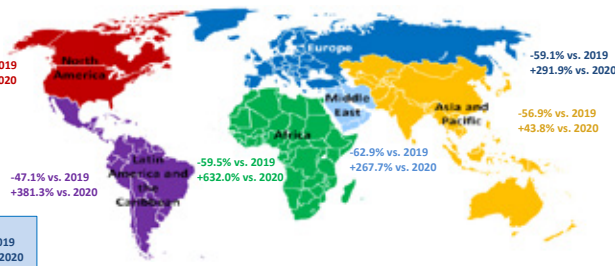 Europe
-59.1% vs. 2019
+291.9% vs. 2020
North
America
2019
2020
Middle
East
Asia and
Pacific
-56.9% vs. 2019
+43.8% vs. 2020
Africa
-62.9% vs. 2019
+267.7% vs. 2020
-59.5% vs. 2019
+632.0% vs. 2020
Latin
America and
the
Caribbean
-47.1% vs. 2019
+381.3% vs. 2020
2019
2020